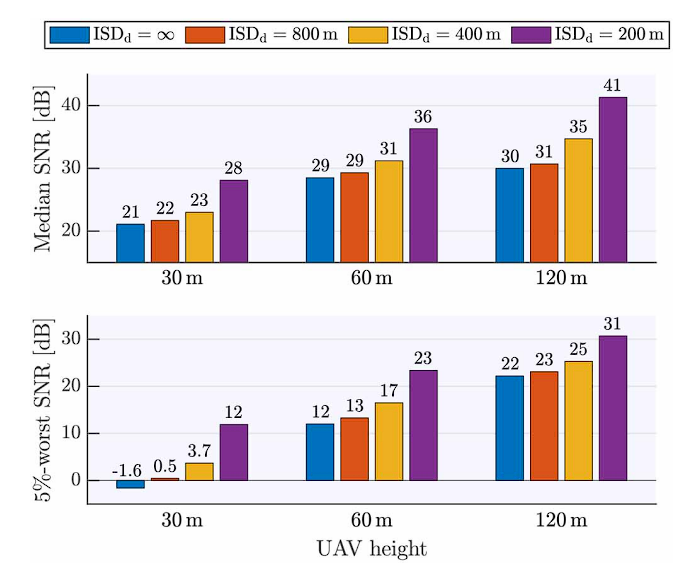 ISD_d = ∞ ISD_d = 800 m ISD_d = 400 m ISD_d = 200 m
Median SNR [dB]
40
30
20
21 22 23 28
29 29 31 36
30 31 35 41
30 m 60 m 120 m
5%-worst SNR [dB]
30
20
10
0
-1.6 0.5 3.7 12
12 13 17 23
22 23 25 31
30 m 60 m 120 m
UAV height